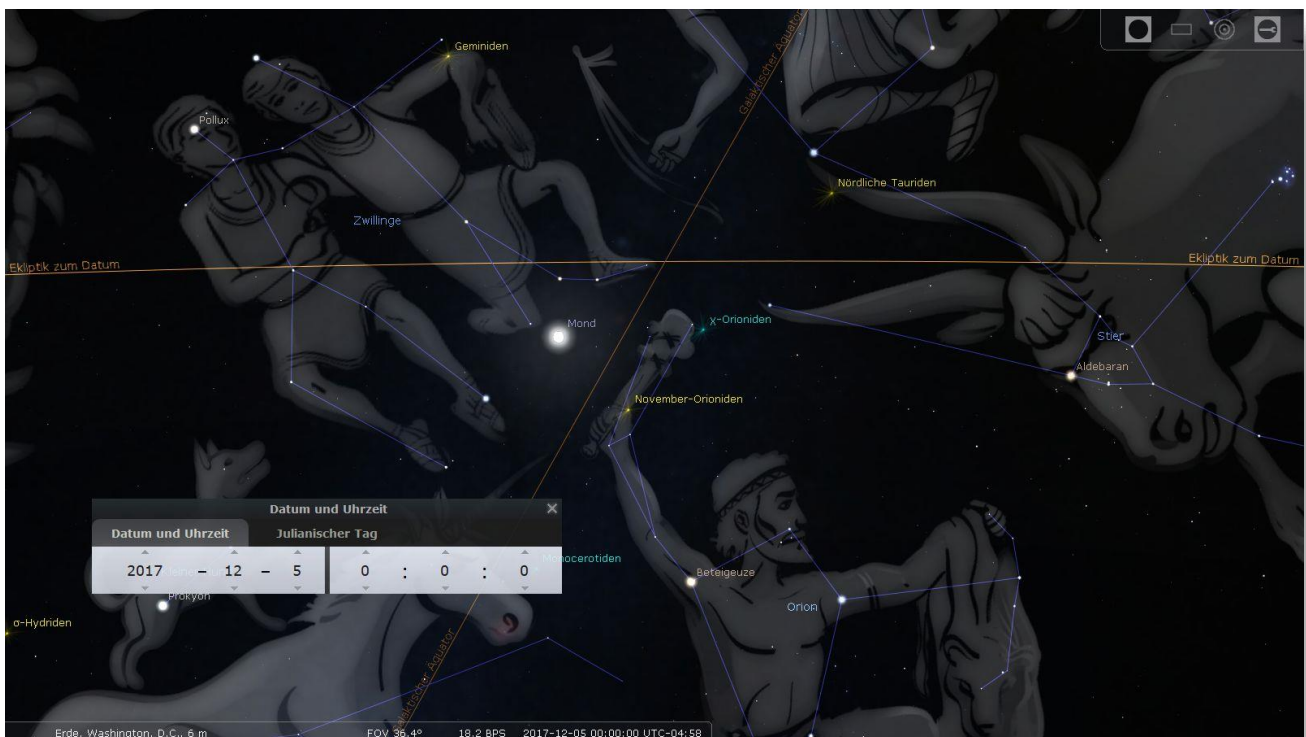 Geminiden
Galaktischer Äquator
Pollux
Nördliche Tauriden
Zwillinge
Ekliptik zum Datum
Ekliptik zum Datum
Mond
χ-Orioniden
Stier
Aldebaran
November-Orioniden
Datum und Uhrzeit
Datum und Uhrzeit Julianischer Tag
2017 – 12 – 5 0 : 0 : 0
Beteigeuze
Prokyon
Orion
σ-Hydriden
Galaktischer Äquator
Erde, Washington, D.C., 6 m FOV 36.4° 18.2 BPS 2017-12-05 00:00:00 UTC-04:58